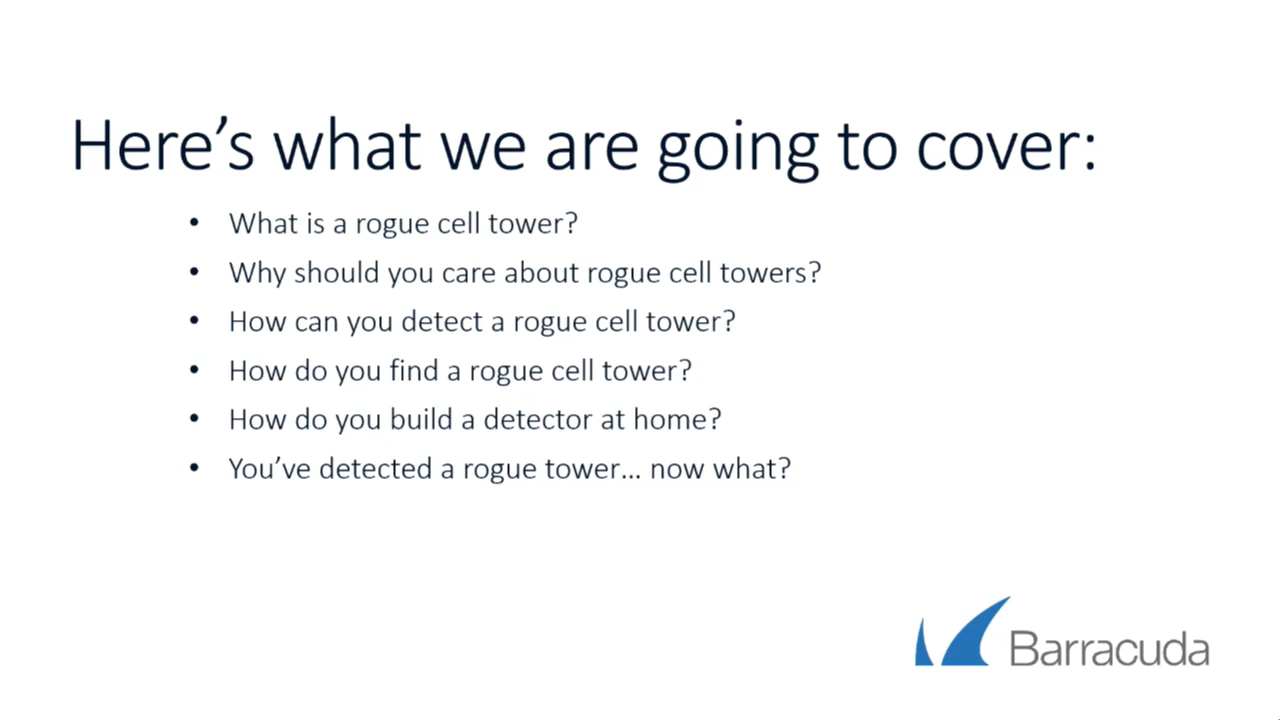 Here’s what we are going to cover:
• What is a rogue cell tower?
• Why should you care about rogue cell towers?
• How can you detect a rogue cell tower?
• How do you find a rogue cell tower?
• How do you build a detector at home?
• You’ve detected a rogue tower... now what?
Barracuda